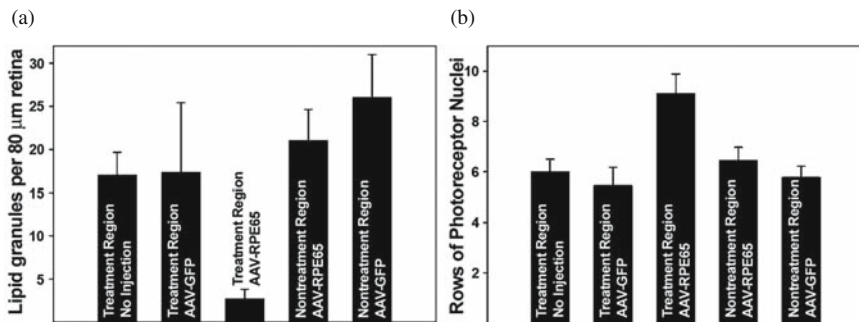 (a)
Lipid granules per 80 μm retina
30
25
20
15
10
5
Treatment Region
No Injection
Treatment Region
AAV-GFP
Treatment Region
AAV-RPE65
Nontreatment Region
AAV-RPE65
Nontreatment Region
AAV-GFP
(b)
Rows of Photoreceptor Nuclei
10
8
6
4
2
Treatment Region
No Injection
Treatment Region
AAV-GFP
Treatment Region
AAV-RPE65
Nontreatment Region
AAV-RPE65
Nontreatment Region
AAV-GFP